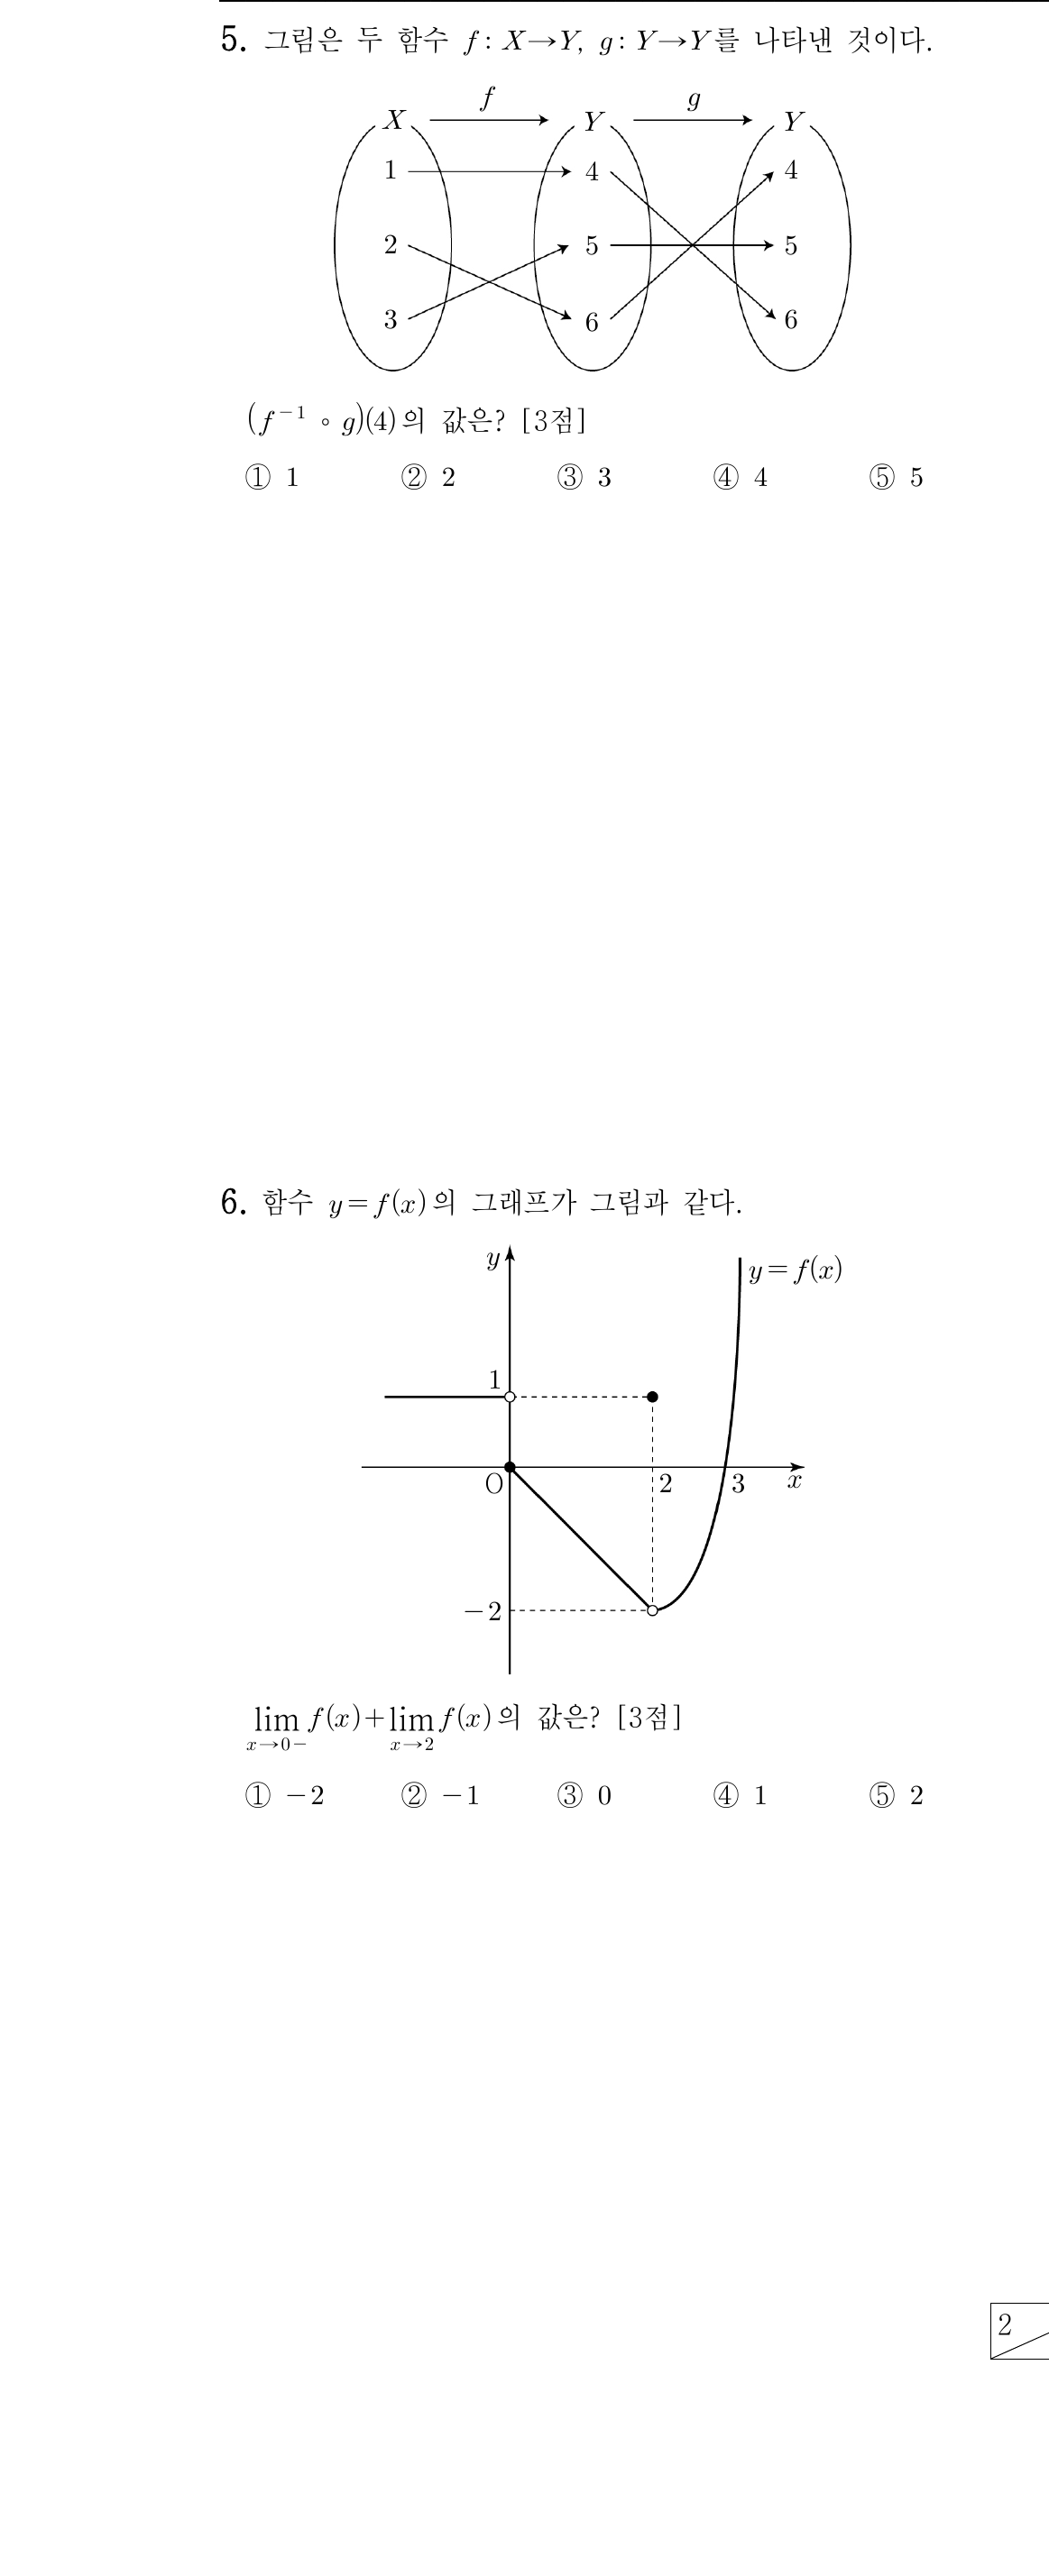 5. 그림은 두 함수 f : X→Y, g : Y→Y를 나타낸 것이다.
f g
X Y Y
1 4 4
2 5 5
3 6 6
(f⁻¹ ∘ g)(4)의 값은? [3점]
① 1 ② 2 ③ 3 ④ 4 ⑤ 5
6. 함수 y=f(x)의 그래프가 그림과 같다.
y
y=f(x)
1
O 2 3 x
−2
lim f(x)+lim f(x)의 값은? [3점]
x→0− x→2
① −2 ② −1 ③ 0 ④ 1 ⑤ 2
2